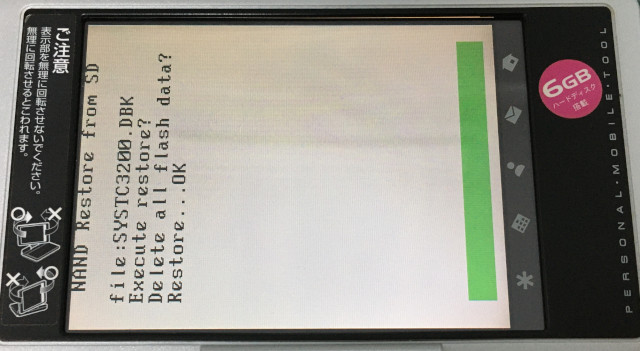 ご注意
表示部を無理に回転させないでください。
無理に回転させるとこわれます。
NAND Restore from SD
file:SYSTC3200.DBK
Execute restore?
Delete all flash data?
Restore...OK
6GB
ハードディスク
搭載
PERSONAL・MOBILE・TOOL